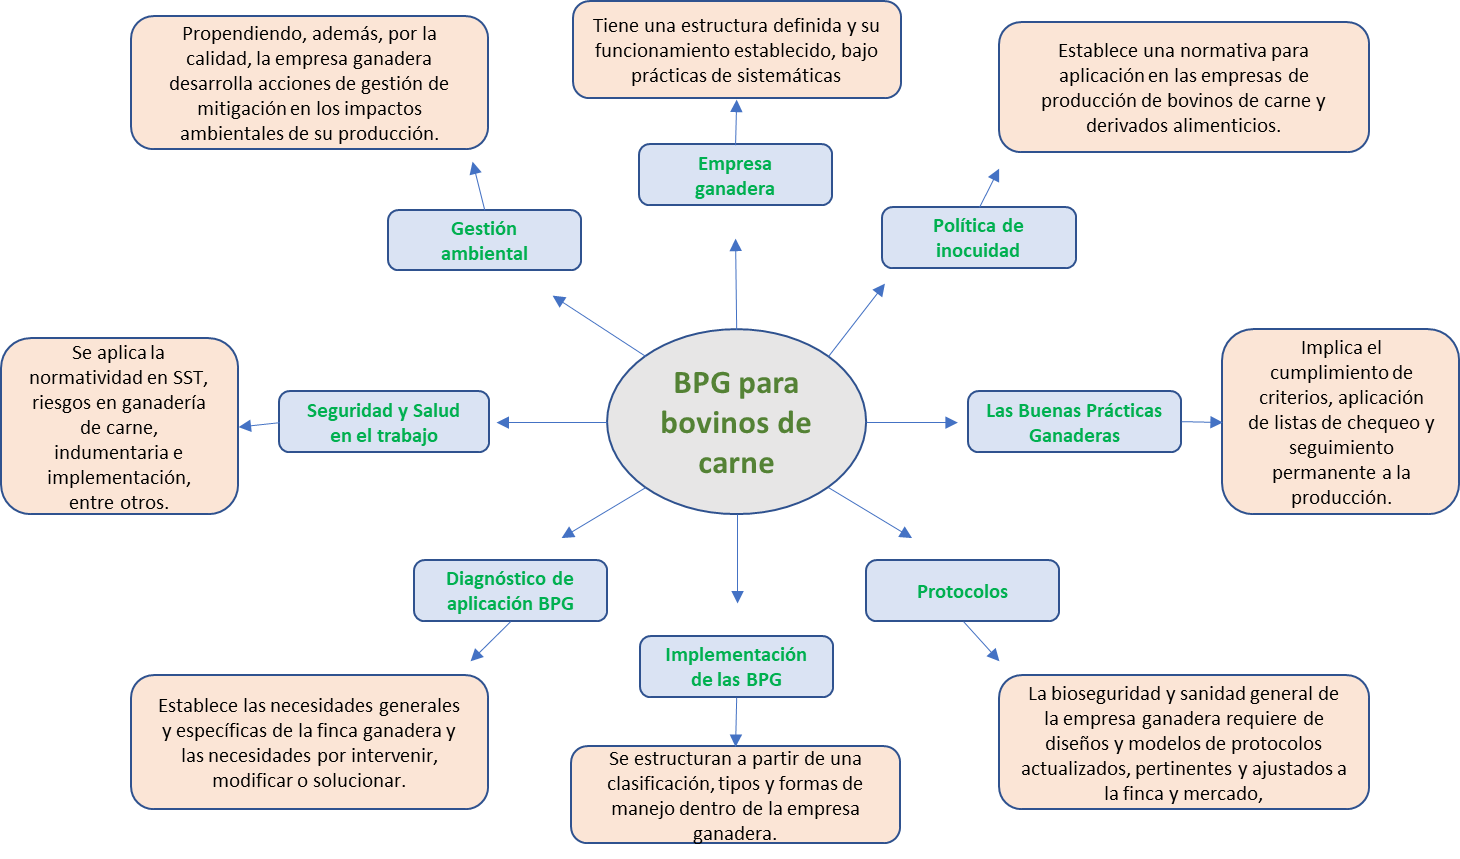 Propendiendo, además, por la
calidad, la empresa ganadera
desarrolla acciones de gestión de
mitigación en los impactos
ambientales de su producción.
Tiene una estructura definida y su
funcionamiento establecido, bajo
prácticas de sistemáticas
Establece una normativa para
aplicación en las empresas de
producción de bovinos de carne y
derivados alimenticios.
Gestión
ambiental
Empresa
ganadera
Política de
inocuidad
Se aplica la
normatividad en SST,
riesgos en ganadería
de carne,
indumentaria e
implementación,
entre otros.
Seguridad y Salud
en el trabajo
BPG para
bovinos de
carne
Las Buenas Prácticas
Ganaderas
Implica el
cumplimiento de
criterios, aplicación
de listas de chequeo y
seguimiento
permanente a la
producción.
Diagnóstico de
aplicación BPG
Implementación
de las BPG
Protocolos
Establece las necesidades generales
y específicas de la finca ganadera y
las necesidades por intervenir,
modificar o solucionar.
Se estructuran a partir de una
clasificación, tipos y formas de
manejo dentro de la empresa
ganadera.
La bioseguridad y sanidad general de
la empresa ganadera requiere de
diseños y modelos de protocolos
actualizados, pertinentes y ajustados a
la finca y mercado,